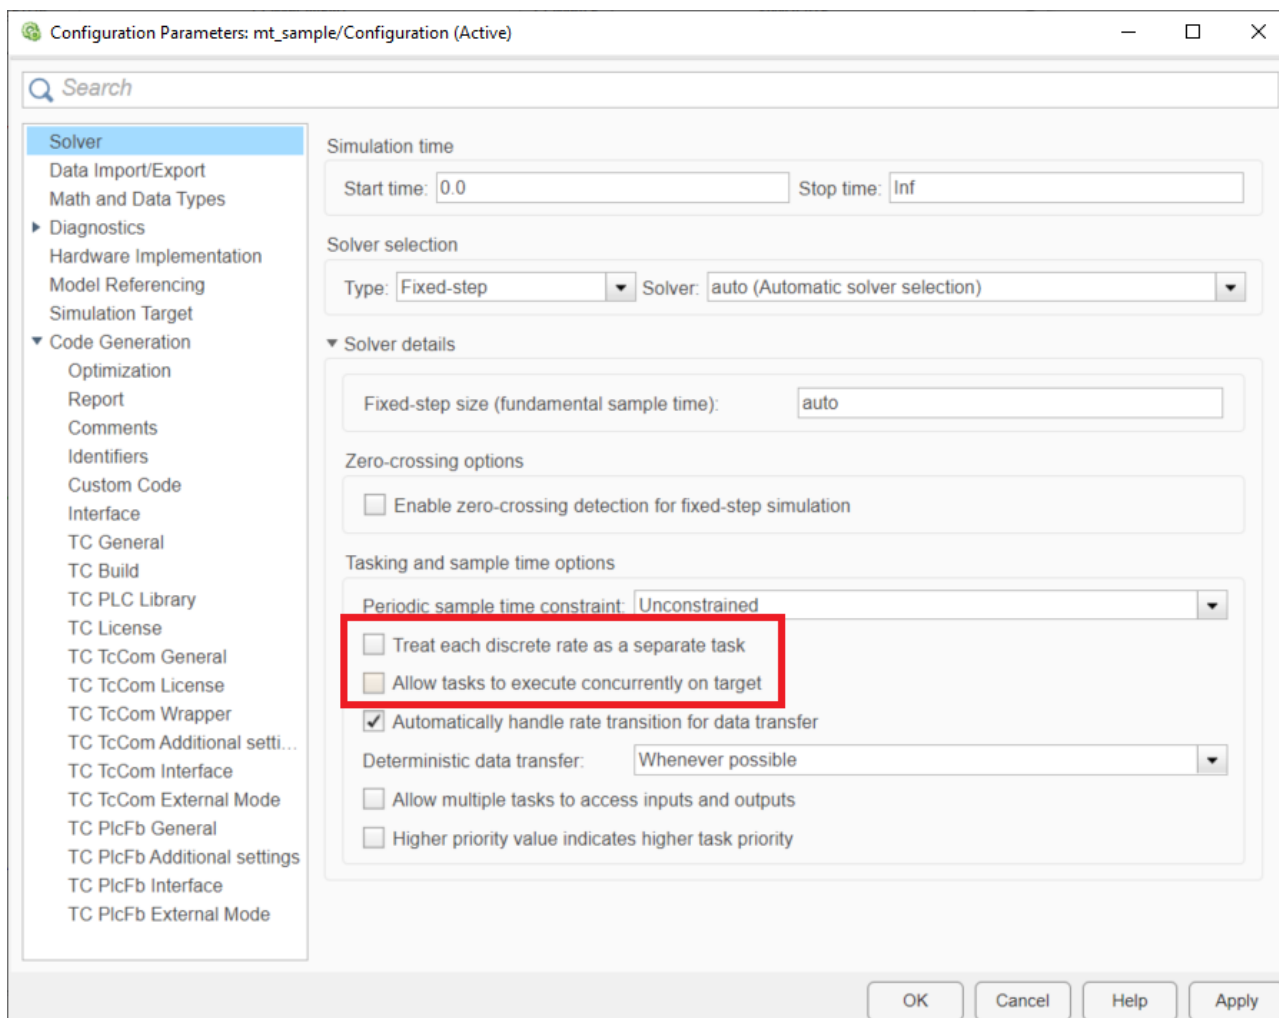 Configuration Parameters: mt_sample/Configuration (Active)
Search
Solver
Data Import/Export
Math and Data Types
Diagnostics
Hardware Implementation
Model Referencing
Simulation Target
Code Generation
Optimization
Report
Comments
Identifiers
Custom Code
Interface
TC General
TC Build
TC PLC Library
TC License
TC TcCom General
TC TcCom License
TC TcCom Wrapper
TC TcCom Additional setti...
TC TcCom Interface
TC TcCom External Mode
TC PlcFb General
TC PlcFb Additional settings
TC PlcFb Interface
TC PlcFb External Mode
Simulation time
Start time: 0.0 Stop time: Inf
Solver selection
Type: Fixed-step Solver: auto (Automatic solver selection)
Solver details
Fixed-step size (fundamental sample time): auto
Zero-crossing options
Enable zero-crossing detection for fixed-step simulation
Tasking and sample time options
Periodic sample time constraint: Unconstrained
Treat each discrete rate as a separate task
Allow tasks to execute concurrently on target
Automatically handle rate transition for data transfer
Deterministic data transfer: Whenever possible
Allow multiple tasks to access inputs and outputs
Higher priority value indicates higher task priority
OK Cancel Help Apply